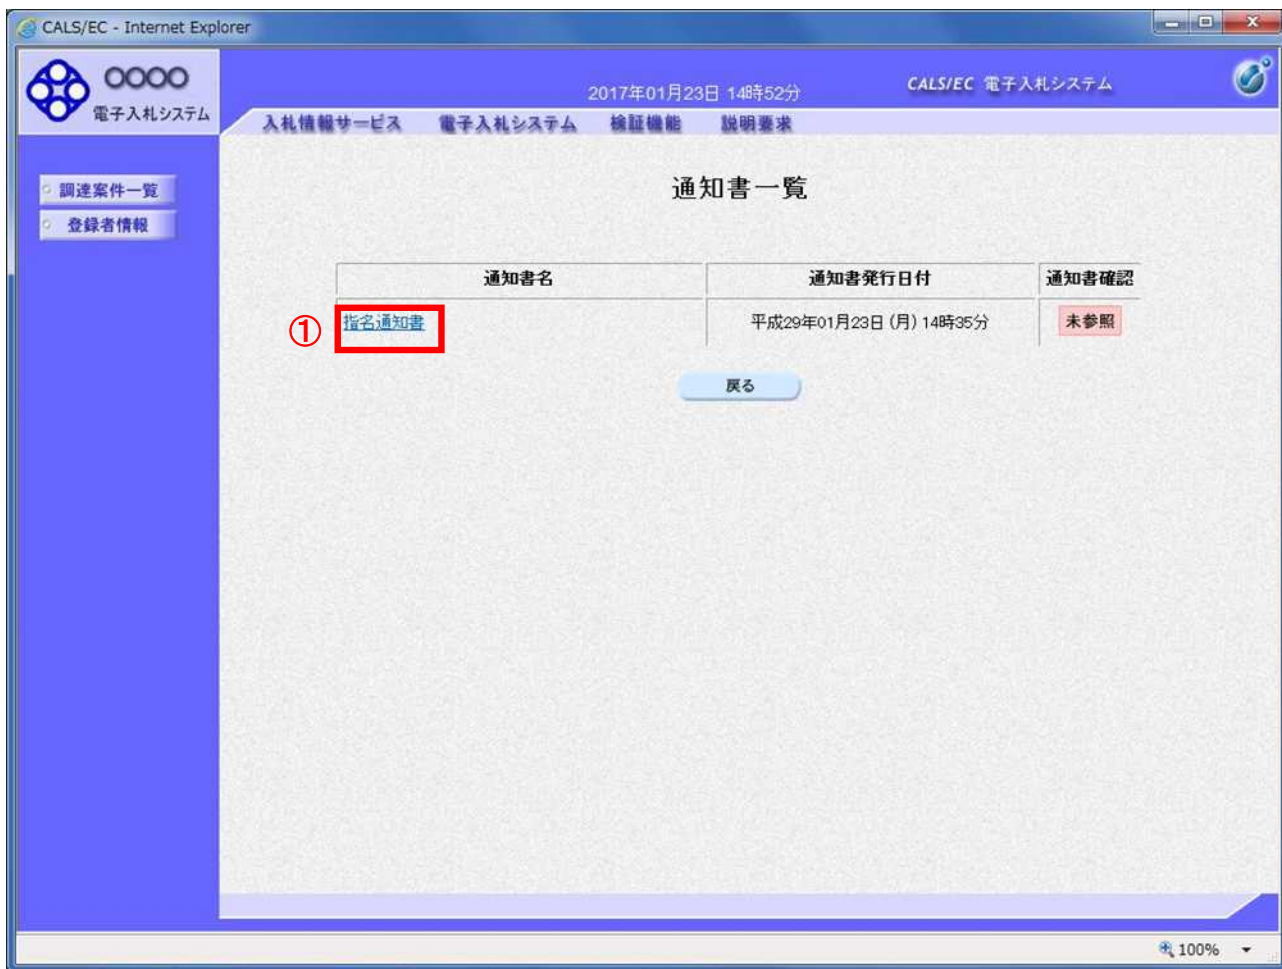 CALS/EC - Internet Explorer
○○○○
電子入札システム
2017年01月23日 14時52分
CALS/EC 電子入札システム
入札情報サービス 電子入札システム 検証機能 説明要求
調達案件一覧
登録者情報
通知書一覧
通知書名 通知書発行日付 通知書確認
① 指名通知書 平成29年01月23日 (月) 14時35分 未参照
戻る
100%